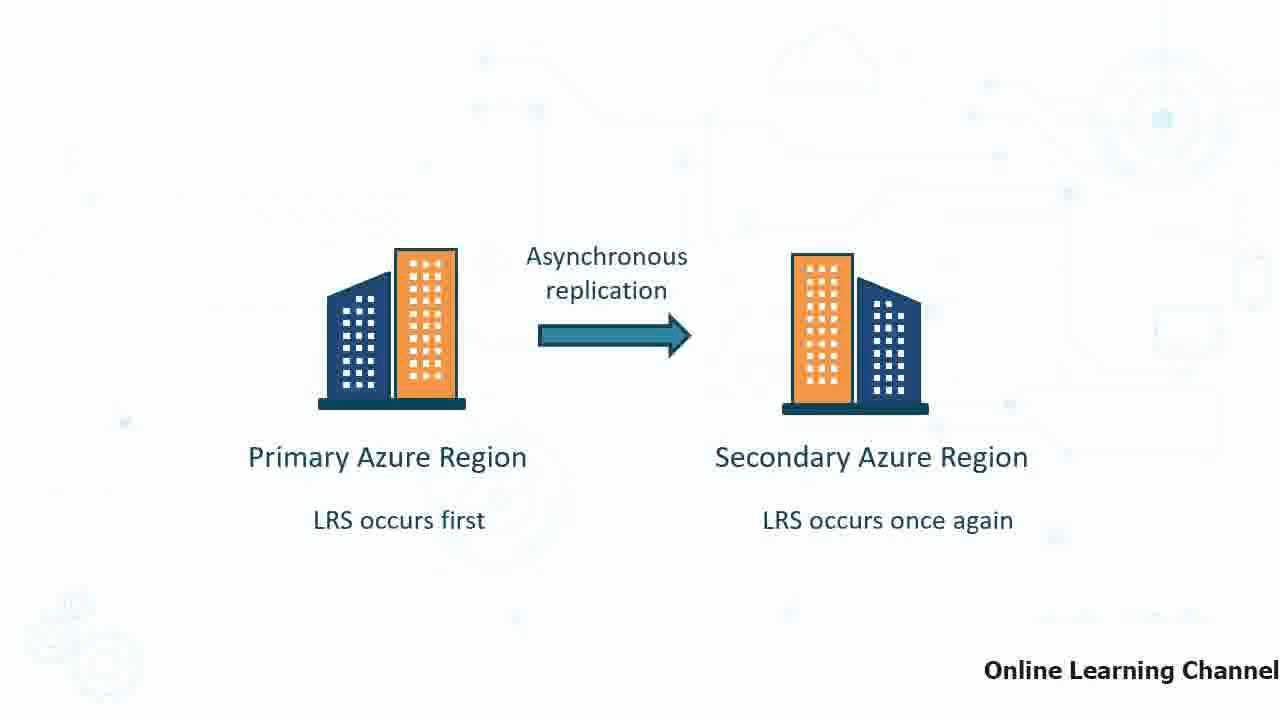 Asynchronous
replication
Primary Azure Region
Secondary Azure Region
LRS occurs first
LRS occurs once again
Online Learning Channel